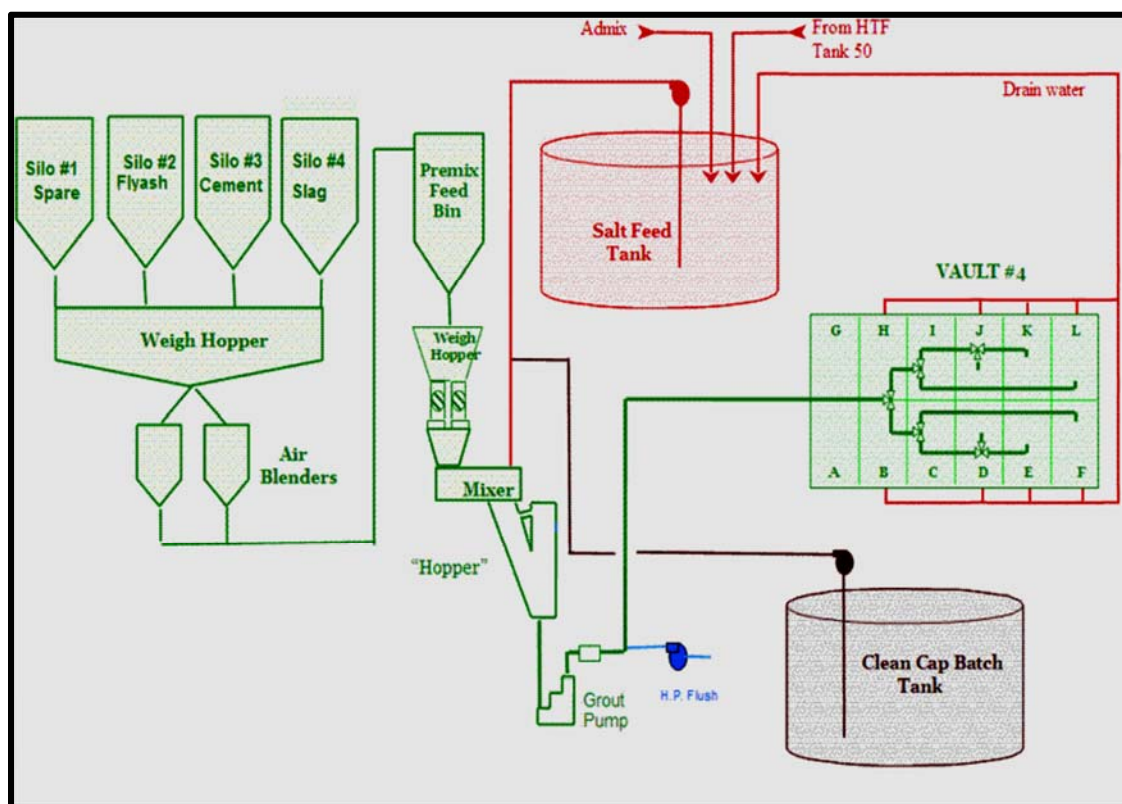 Admix
From HTF
Tank 50
Drain water
Silo #1
Spare
Silo #2
Flyash
Silo #3
Cement
Silo #4
Slag
Premix
Feed
Bin
Salt Feed
Tank
VAULT #4
Weigh Hopper
Weigh
Hopper
G
H
I
J
K
L
A
B
C
D
E
F
Air
Blenders
Mixer
“Hopper”
Grout
Pump
H.P. Flush
Clean Cap Batch
Tank